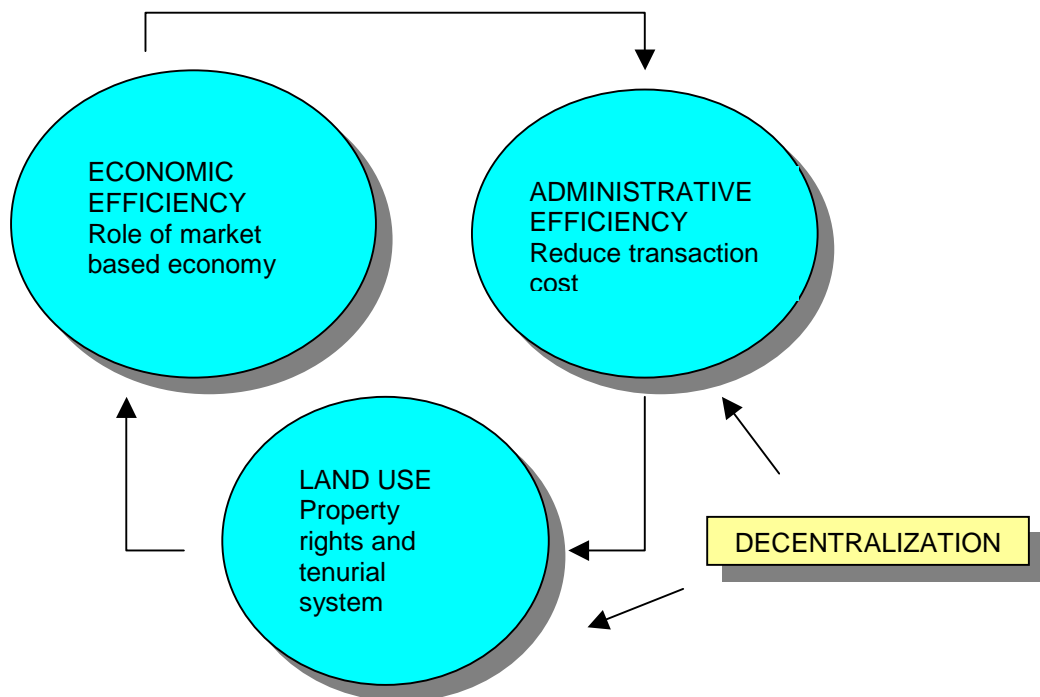 ECONOMIC
EFFICIENCY
Role of market
based economy
ADMINISTRATIVE
EFFICIENCY
Reduce transaction
cost
LAND USE
Property
rights and
tenurial
system
DECENTRALIZATION